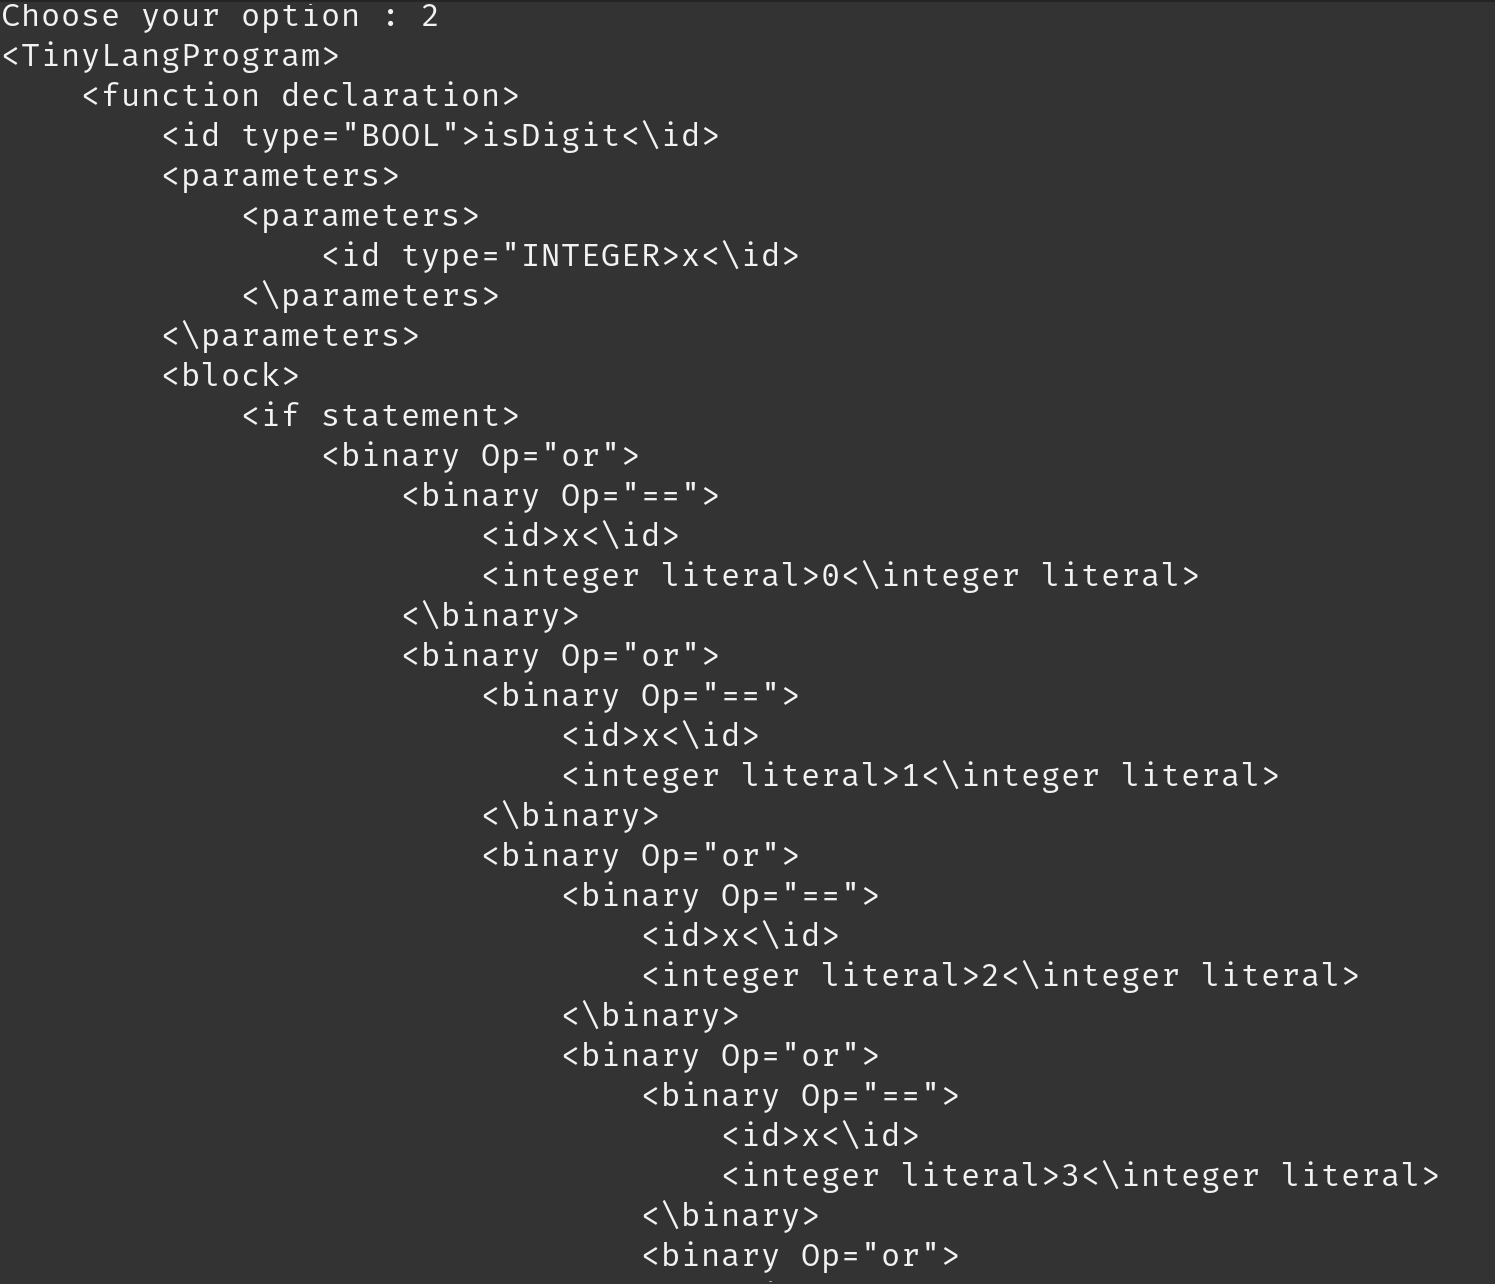 Choose your option : 2
<TinyLangProgram>
    <function declaration>
        <id type="BOOL">isDigit<\id>
        <parameters>
            <parameters>
                <id type="INTEGER>x<\id>
            <\parameters>
        <\parameters>
        <block>
            <if statement>
                <binary Op="or">
                    <binary Op="==">
                        <id>x<\id>
                        <integer literal>0<\integer literal>
                    <\binary>
                    <binary Op="or">
                        <binary Op="==">
                            <id>x<\id>
                            <integer literal>1<\integer literal>
                        <\binary>
                        <binary Op="or">
                            <binary Op="==">
                                <id>x<\id>
                                <integer literal>2<\integer literal>
                            <\binary>
                            <binary Op="or">
                                <binary Op="==">
                                    <id>x<\id>
                                    <integer literal>3<\integer literal>
                                <\binary>
                                <binary Op="or">